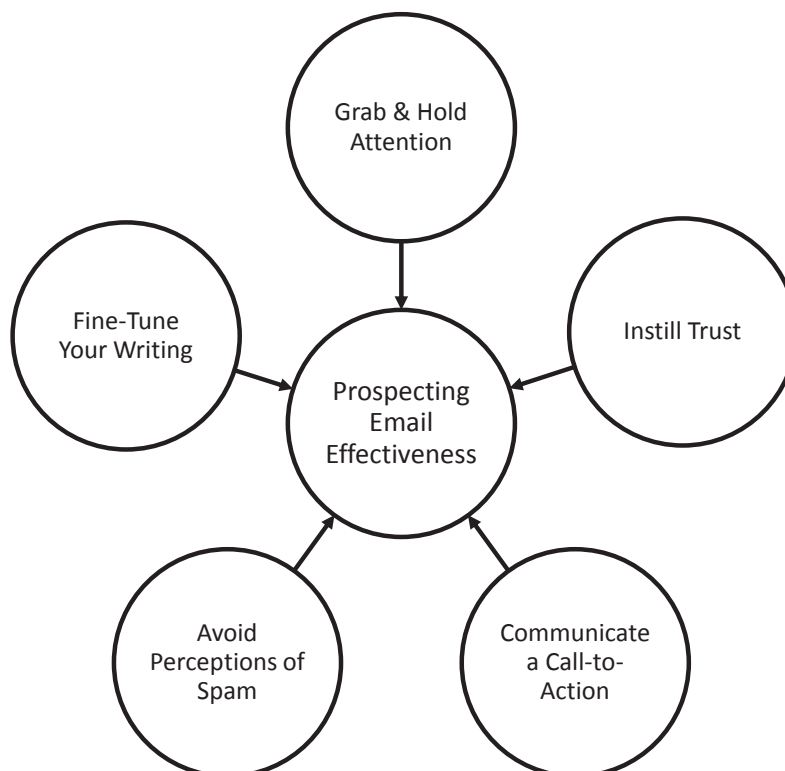 Grab & Hold
Attention
Fine-Tune
Your Writing
Instill Trust
Prospecting
Email
Effectiveness
Avoid
Perceptions of
Spam
Communicate
a Call-to-
Action